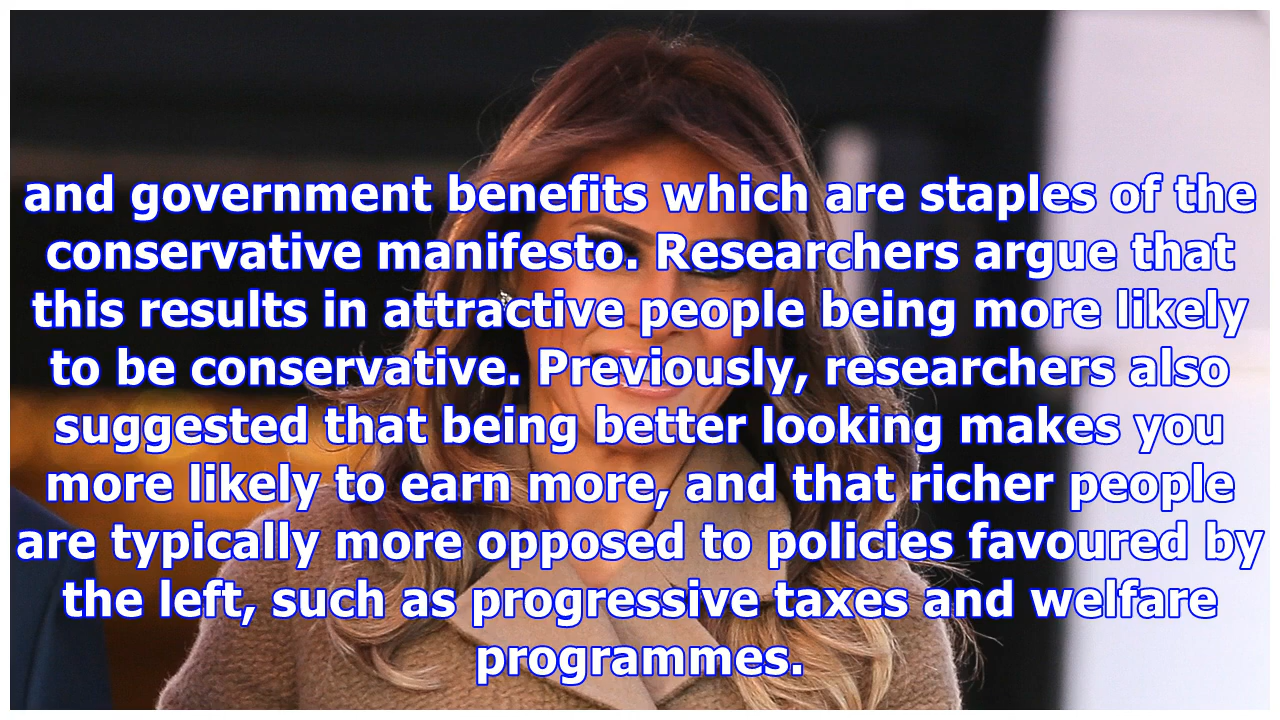 and government benefits which are staples of the
conservative manifesto. Researchers argue that
this results in attractive people being more likely
to be conservative. Previously, researchers also
suggested that being better looking makes you
more likely to earn more, and that richer people
are typically more opposed to policies favoured by
the left, such as progressive taxes and welfare
programmes.